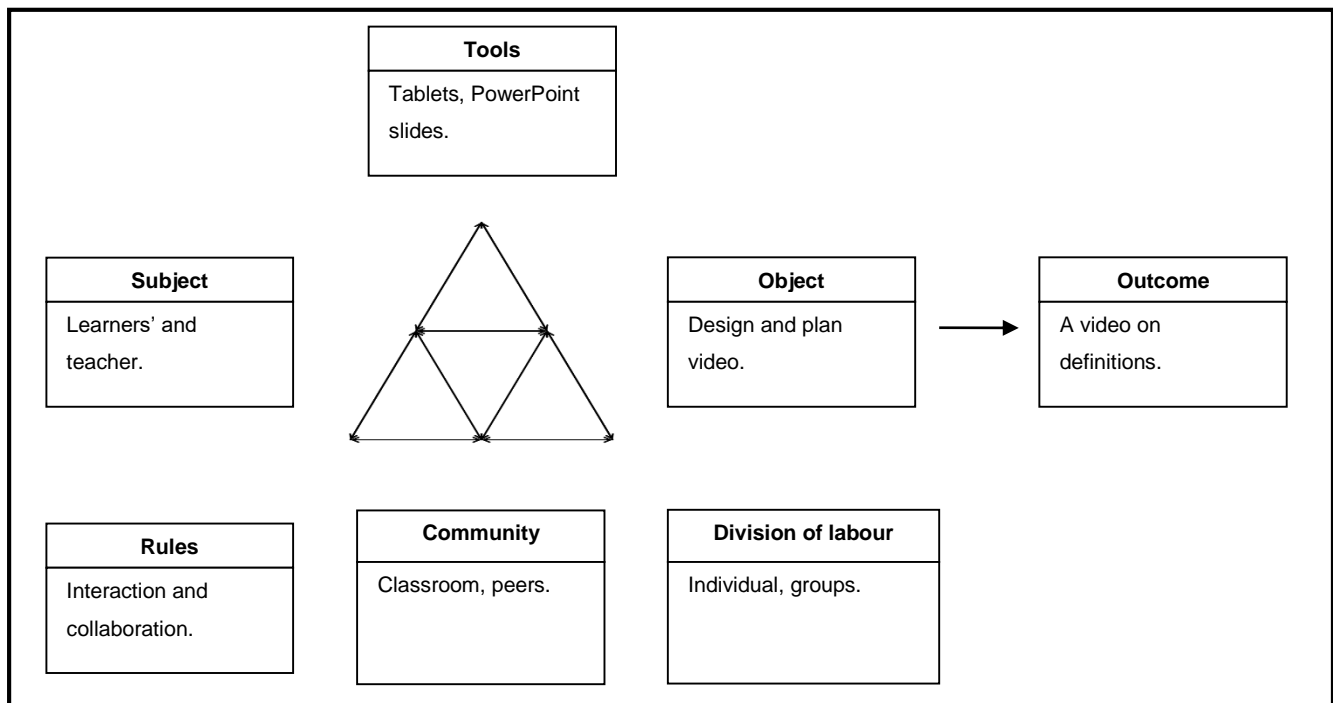 Tools
Tablets, PowerPoint
slides.
Subject
Learners’ and
teacher.
Object
Design and plan
video.
Outcome
A video on
definitions.
Rules
Interaction and
collaboration.
Community
Classroom, peers.
Division of labour
Individual, groups.